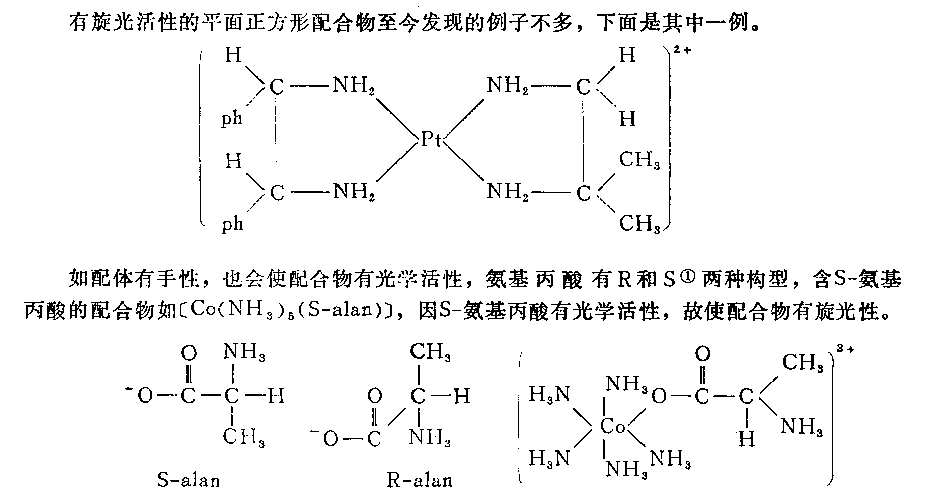 有旋光活性的平面正方形配合物至今发现的例子不多，下面是其中一例。
H H 2+
C—NH₂ NH₂—C
ph H
Pt
H CH₃
C—NH₂ NH₂—C
ph CH₃
如配体有手性，也会使配合物有光学活性，氨基丙酸有R和S①两种构型，含S-氨基
丙酸的配合物如〔Co(NH₃)₅(S-alan)〕，因S-氨基丙酸有光学活性，故使配合物有旋光性。
O NH₃ CH₃ O CH₃ 3+
⁻O—C—C—H O C—H H₃N NH₃ O—C—C
Co
CH₃ ⁻O—C NH₃ H₃N NH₃ NH₃ H NH₃
S-alan R-alan